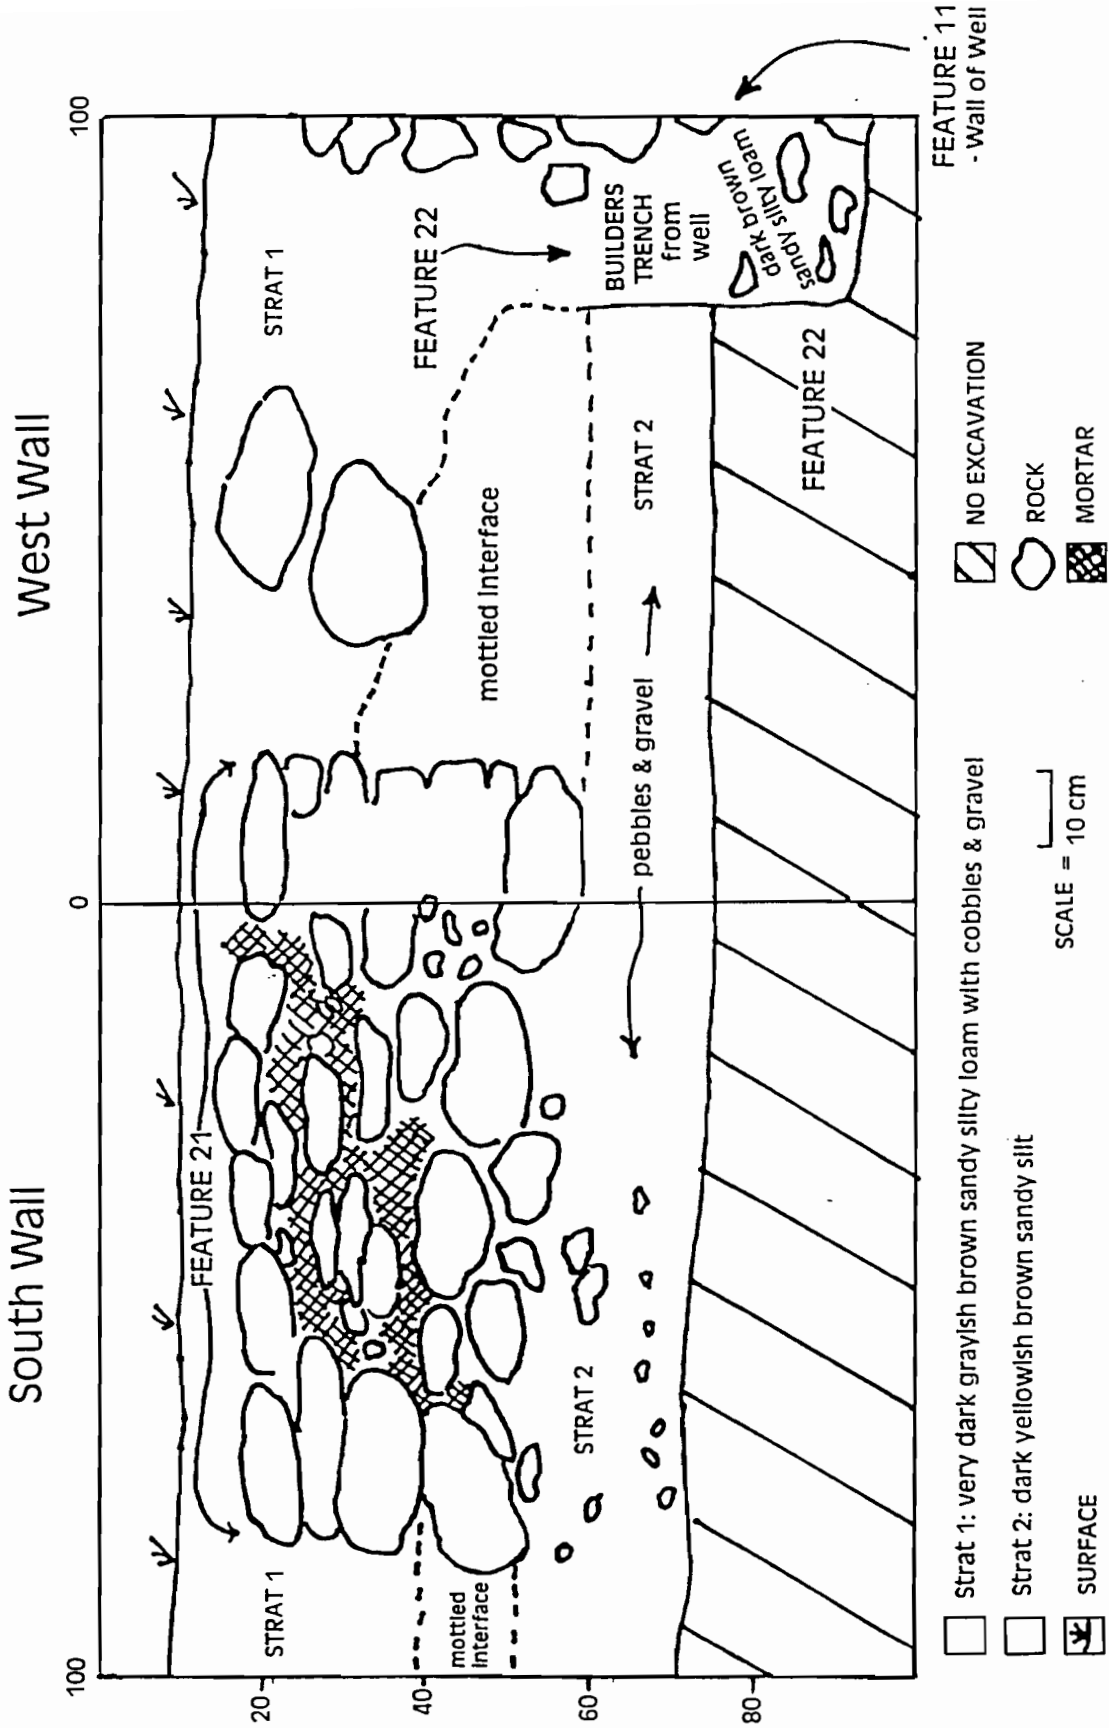 South Wall
West Wall
100
0
100
20
40
60
80
FEATURE 21
STRAT 1
mottled
Interface
STRAT 2
pebbles & gravel
mottled Interface
STRAT 1
FEATURE 22
BUILDERS
TRENCH
from
well
dark brown
sandy silty loam
STRAT 2
FEATURE 22
FEATURE 11
- Wall of Well
Strat 1: very dark grayish brown sandy silty loam with cobbles & gravel
Strat 2: dark yellowish brown sandy silt
SURFACE
SCALE = 10 cm
NO EXCAVATION
ROCK
MORTAR